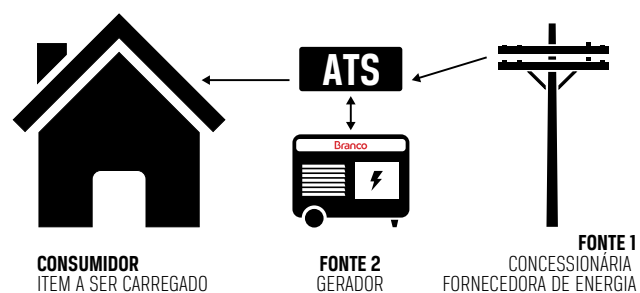 ATS
Branco
CONSUMIDOR
ITEM A SER CARREGADO
FONTE 2
GERADOR
FONTE 1
CONCESSIONÁRIA
FORNECEDORA DE ENERGIA